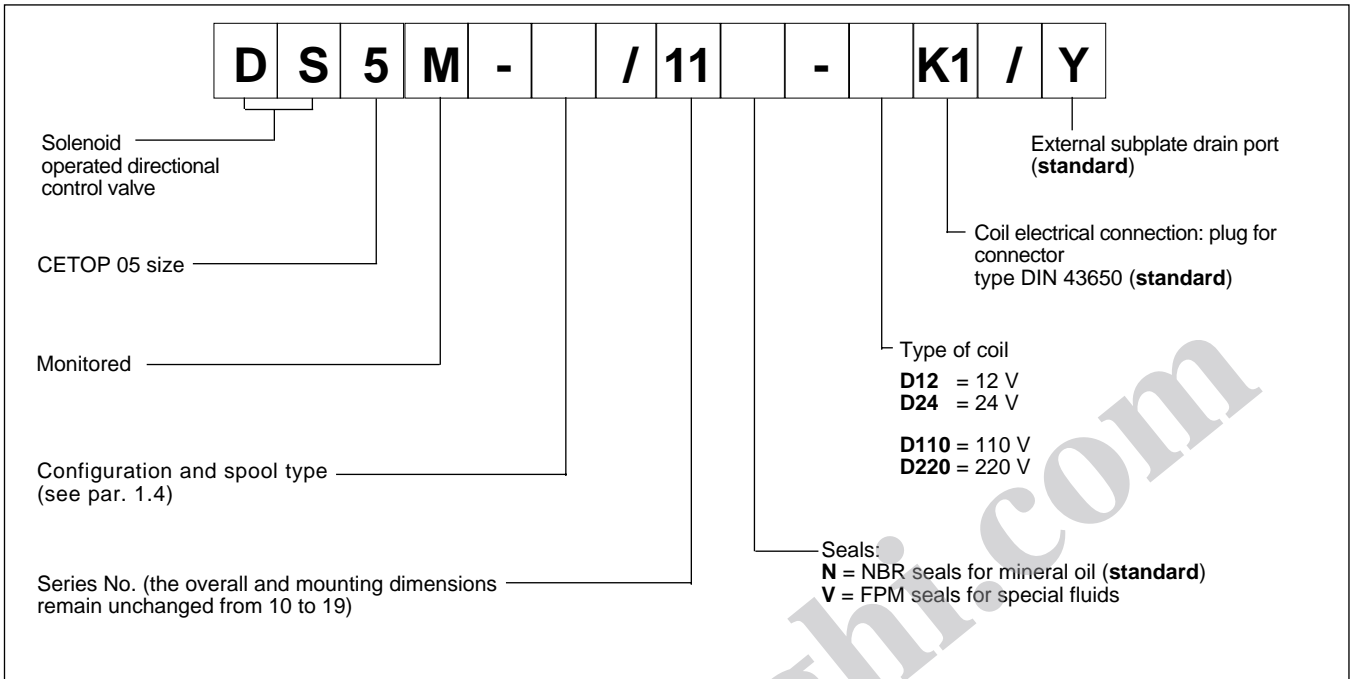 D S 5 M - / 11 - K1 / Y
Solenoid
operated directional
control valve
External subplate drain port
(standard)
Coil electrical connection: plug for
connector
type DIN 43650 (standard)
CETOP 05 size
Monitored
Type of coil
D12 = 12 V
D24 = 24 V
D110 = 110 V
D220 = 220 V
Configuration and spool type
(see par. 1.4)
Seals:
N = NBR seals for mineral oil (standard)
V = FPM seals for special fluids
Series No. (the overall and mounting dimensions
remain unchanged from 10 to 19)